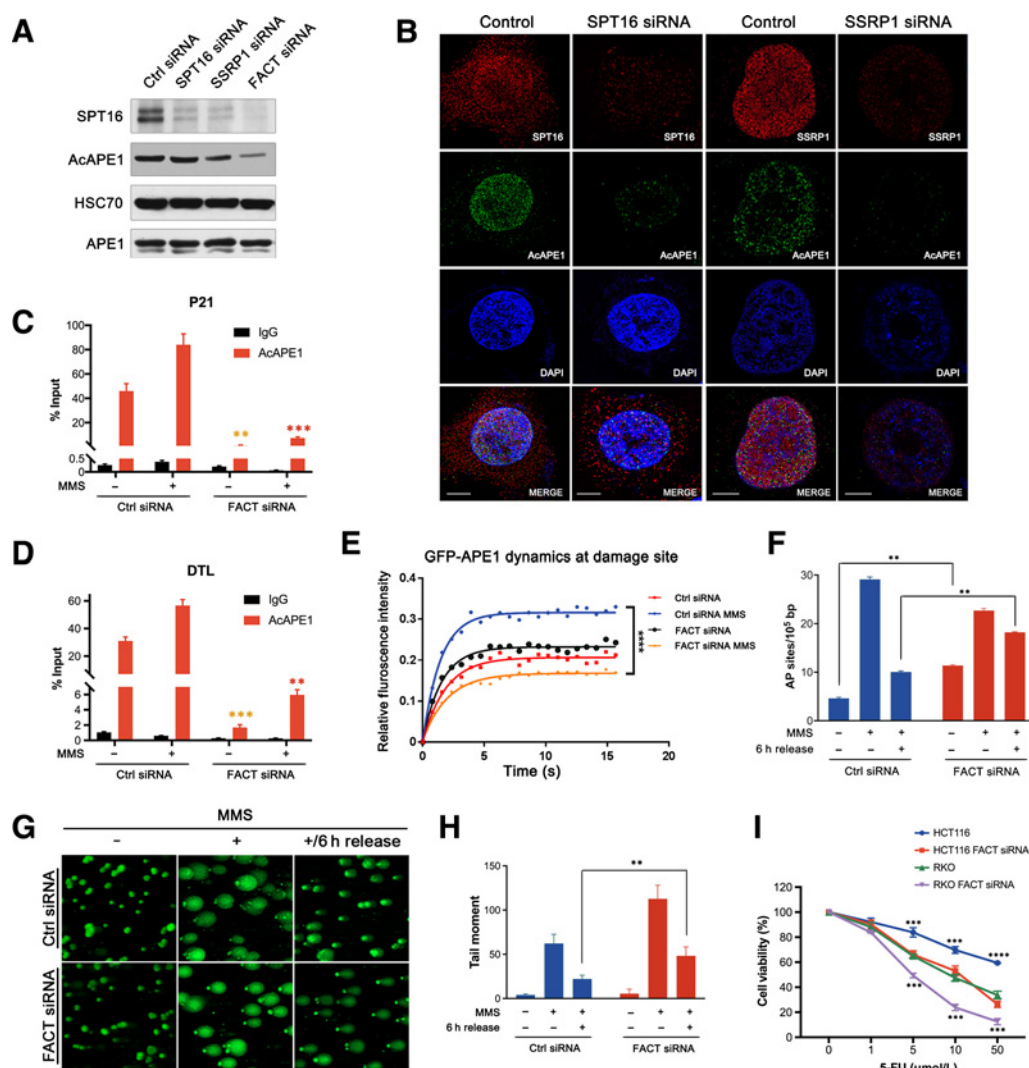 A
Ctrl siRNA
SPT16 siRNA
SSRP1 siRNA
FACT siRNA
SPT16
AcAPE1
HSC70
APE1
B
Control SPT16 siRNA Control SSRP1 siRNA
SPT16 SPT16 SSRP1 SSRP1
AcAPE1 AcAPE1 AcAPE1 AcAPE1
DAPI DAPI DAPI DAPI
MERGE MERGE MERGE MERGE
C
P21
IgG
AcAPE1
% Input
100
80
60
40
20
0.5
0
** ***
MMS – + – +
Ctrl siRNA FACT siRNA
D
DTL
IgG
AcAPE1
% Input
60
40
20
10
5
0
*** **
MMS – + – +
Ctrl siRNA FACT siRNA
E
GFP-APE1 dynamics at damage site
Relative flurescence intensity
0.4
0.3
0.2
0.1
0.0
0 5 10 15 20
Time (s)
Ctrl siRNA
Ctrl siRNA MMS
FACT siRNA
FACT siRNA MMS
****
F
AP sites/10⁵ bp
30
20
10
0
**
**
MMS – + + – + +
6 h release – – + – – +
Ctrl siRNA FACT siRNA
G
MMS
– + +/6 h release
Ctrl siRNA
FACT siRNA
H
Tail moment
150
100
50
0
**
MMS – + + – + +
6 h release – – + – – +
Ctrl siRNA FACT siRNA
I
HCT116
HCT116 FACT siRNA
RKO
RKO FACT siRNA
Cell viability (%)
120
100
80
60
40
20
0
*** *** ****
*** *** ***
0 1 5 10 50
5-FU (µmol/L)